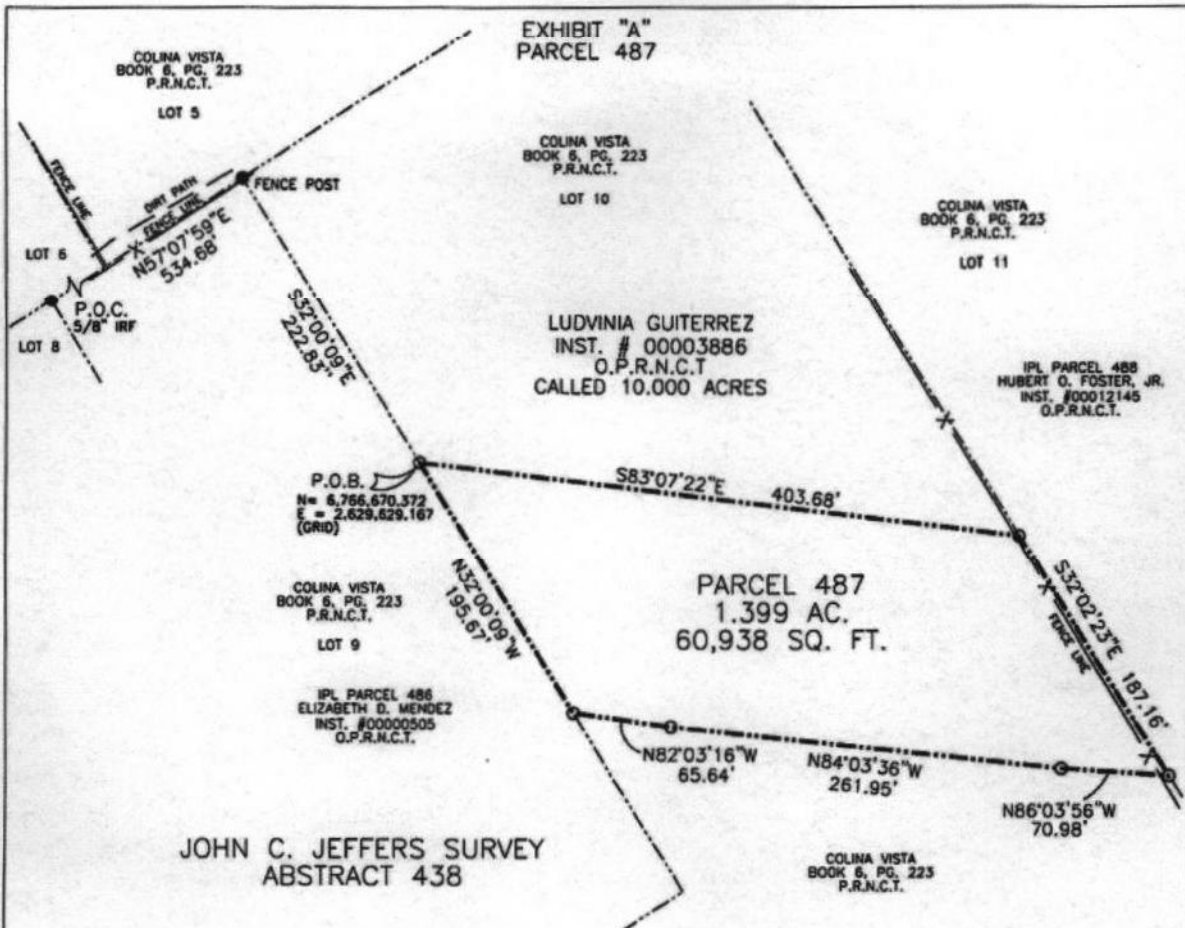 EXHIBIT "A"
PARCEL 487
COLINA VISTA
BOOK 6, PG. 223
P.R.N.C.T.
LOT 5
COLINA VISTA
BOOK 6, PG. 223
P.R.N.C.T.
LOT 10
COLINA VISTA
BOOK 6, PG. 223
P.R.N.C.T.
LOT 11
FENCE LINE
DIRT PATH
FENCE LINE
FENCE POST
N57°07'59"E
534.68'
LOT 6
P.O.C.
5/8" IRF
LOT 8
S32°00'09"E
222.83'
LUDVINIA GUITERREZ
INST. # 00003886
O.P.R.N.C.T
CALLED 10.000 ACRES
IPL PARCEL 488
HUBERT O. FOSTER, JR.
INST. #00012145
O.P.R.N.C.T.
P.O.B.
N= 6,766,670.372
E = 2,629,629.167
(GRID)
S83°07'22"E
403.68'
N32°00'09"W
195.67'
PARCEL 487
1.399 AC.
60,938 SQ. FT.
S32°02'23"E 187.16'
FENCE LINE
COLINA VISTA
BOOK 6, PG. 223
P.R.N.C.T.
LOT 9
IPL PARCEL 486
ELIZABETH D. MENDEZ
INST. #00000505
O.P.R.N.C.T.
N82°03'16"W
65.64'
N84°03'36"W
261.95'
N86°03'56"W
70.98'
JOHN C. JEFFERS SURVEY
ABSTRACT 438
COLINA VISTA
BOOK 6, PG. 223
P.R.N.C.T.